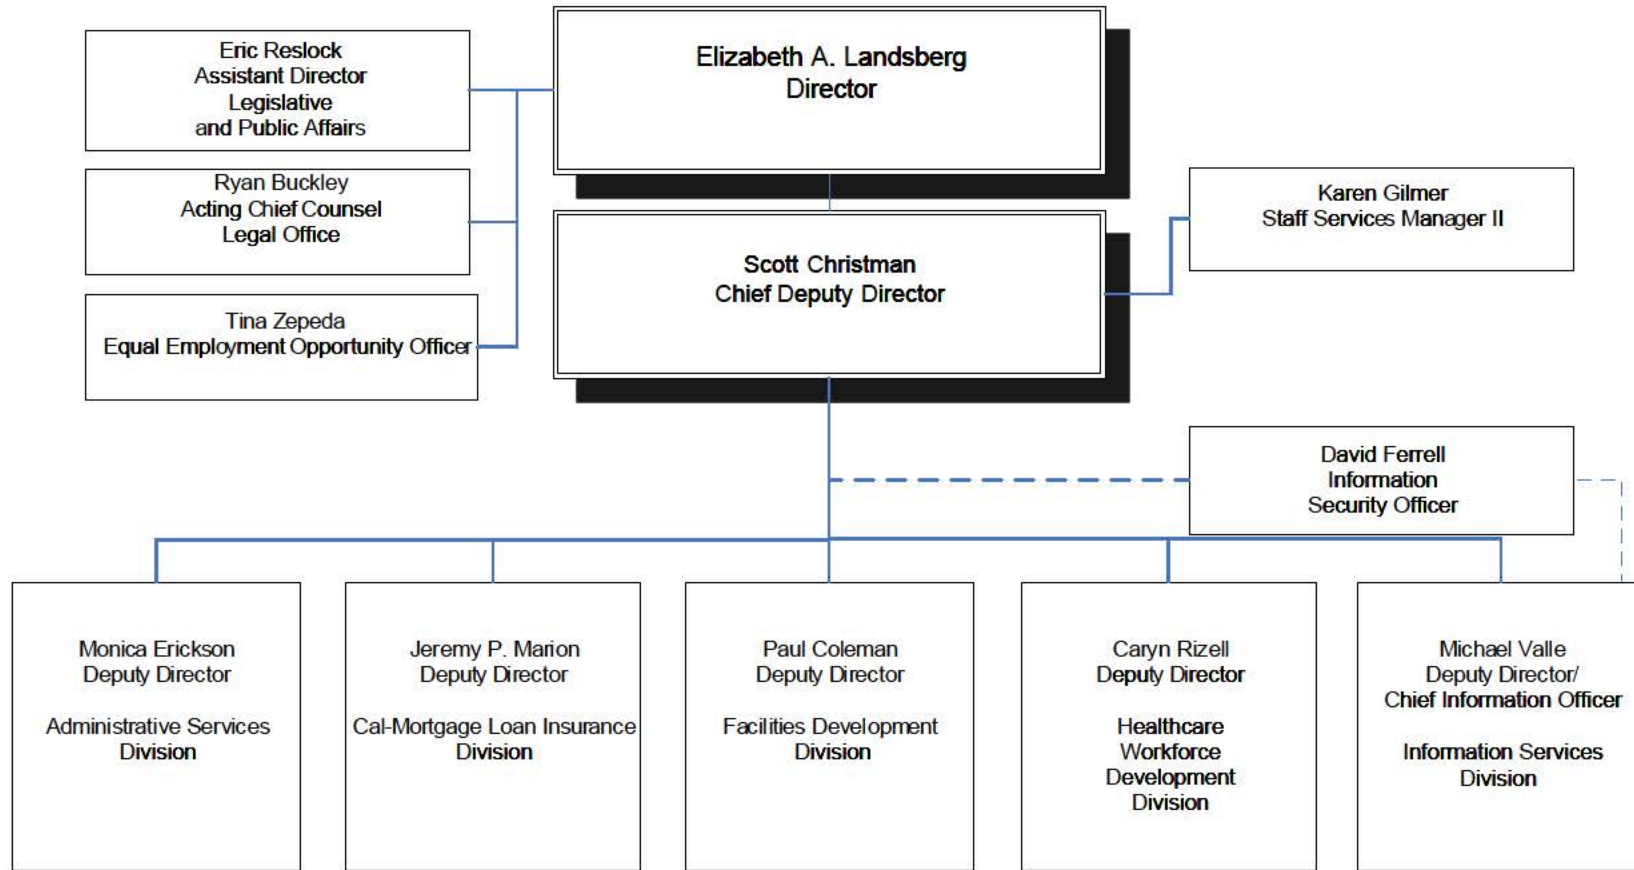 Eric Reslock
Assistant Director
Legislative
and Public Affairs
Elizabeth A. Landsberg
Director
Ryan Buckley
Acting Chief Counsel
Legal Office
Karen Gilmer
Staff Services Manager II
Scott Christman
Chief Deputy Director
Tina Zepeda
Equal Employment Opportunity Officer
David Ferrell
Information
Security Officer
Monica Erickson
Deputy Director
Administrative Services
Division
Jeremy P. Marion
Deputy Director
Cal-Mortgage Loan Insurance
Division
Paul Coleman
Deputy Director
Facilities Development
Division
Caryn Rizell
Deputy Director
Healthcare
Workforce
Development
Division
Michael Valle
Deputy Director/
Chief Information Officer
Information Services
Division